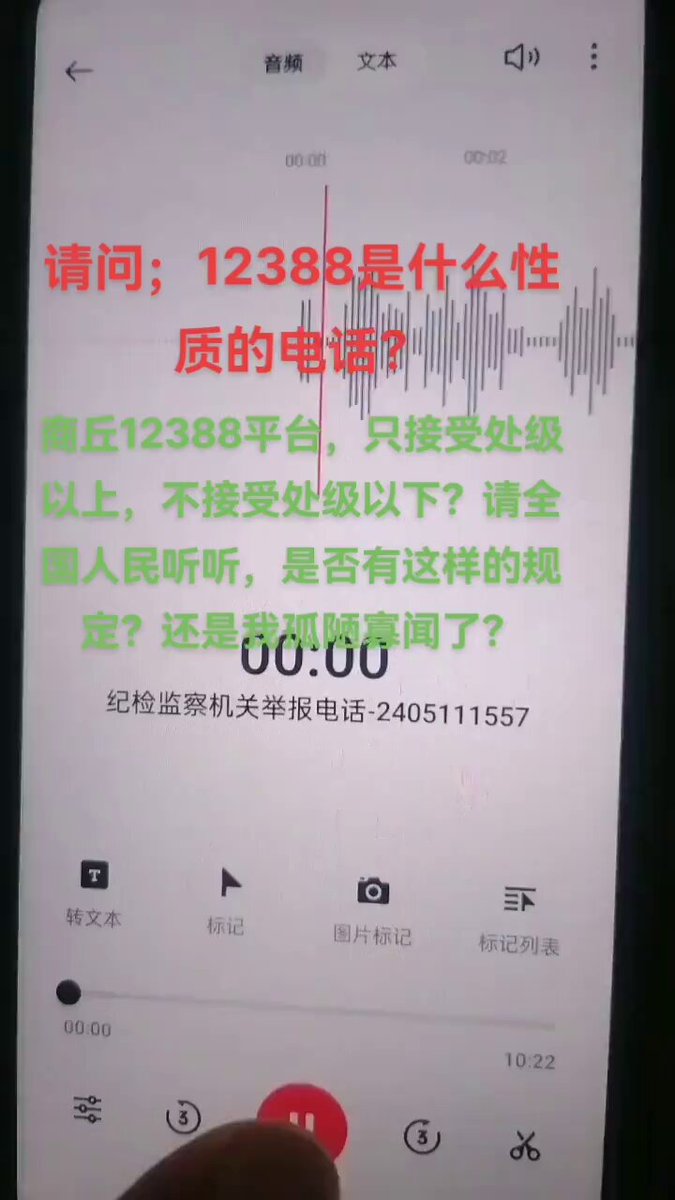 音频 文本
00:00 00:02
请问；12388是什么性
质的电话？
商丘12388平台，只接受处级
以上，不接受处级以下？请全
国人民听听，是否有这样的规
定？还是我孤陋寡闻了？
00:00
纪检监察机关举报电话-2405111557
T
转文本 标记 图片标记 标记列表
00:00 10:22
3 3